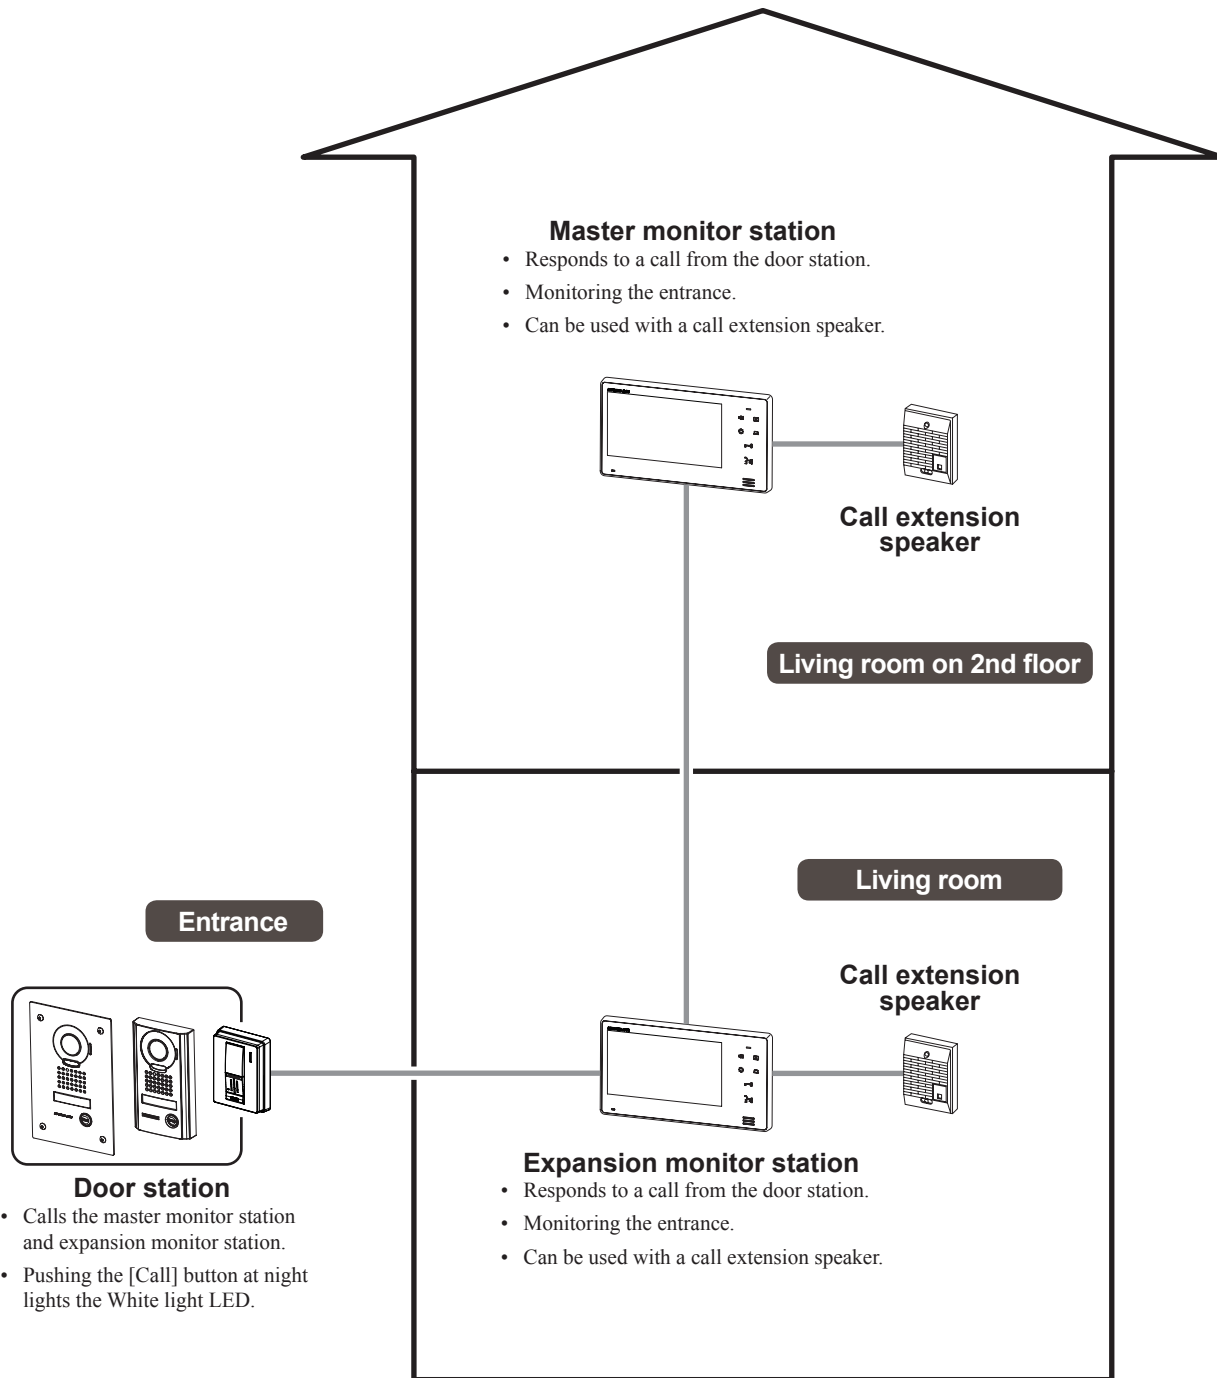 Master monitor station
• Responds to a call from the door station.
• Monitoring the entrance.
• Can be used with a call extension speaker.
Call extension
speaker
Living room on 2nd floor
Living room
Entrance
Call extension
speaker
Door station
• Calls the master monitor station
and expansion monitor station.
• Pushing the [Call] button at night
lights the White light LED.
Expansion monitor station
• Responds to a call from the door station.
• Monitoring the entrance.
• Can be used with a call extension speaker.